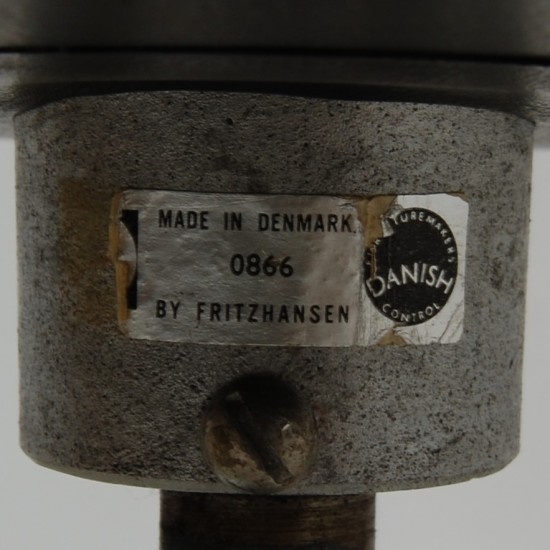 MADE IN DENMARK
0866
BY FRITZHANSEN
DANISH
CONTROL